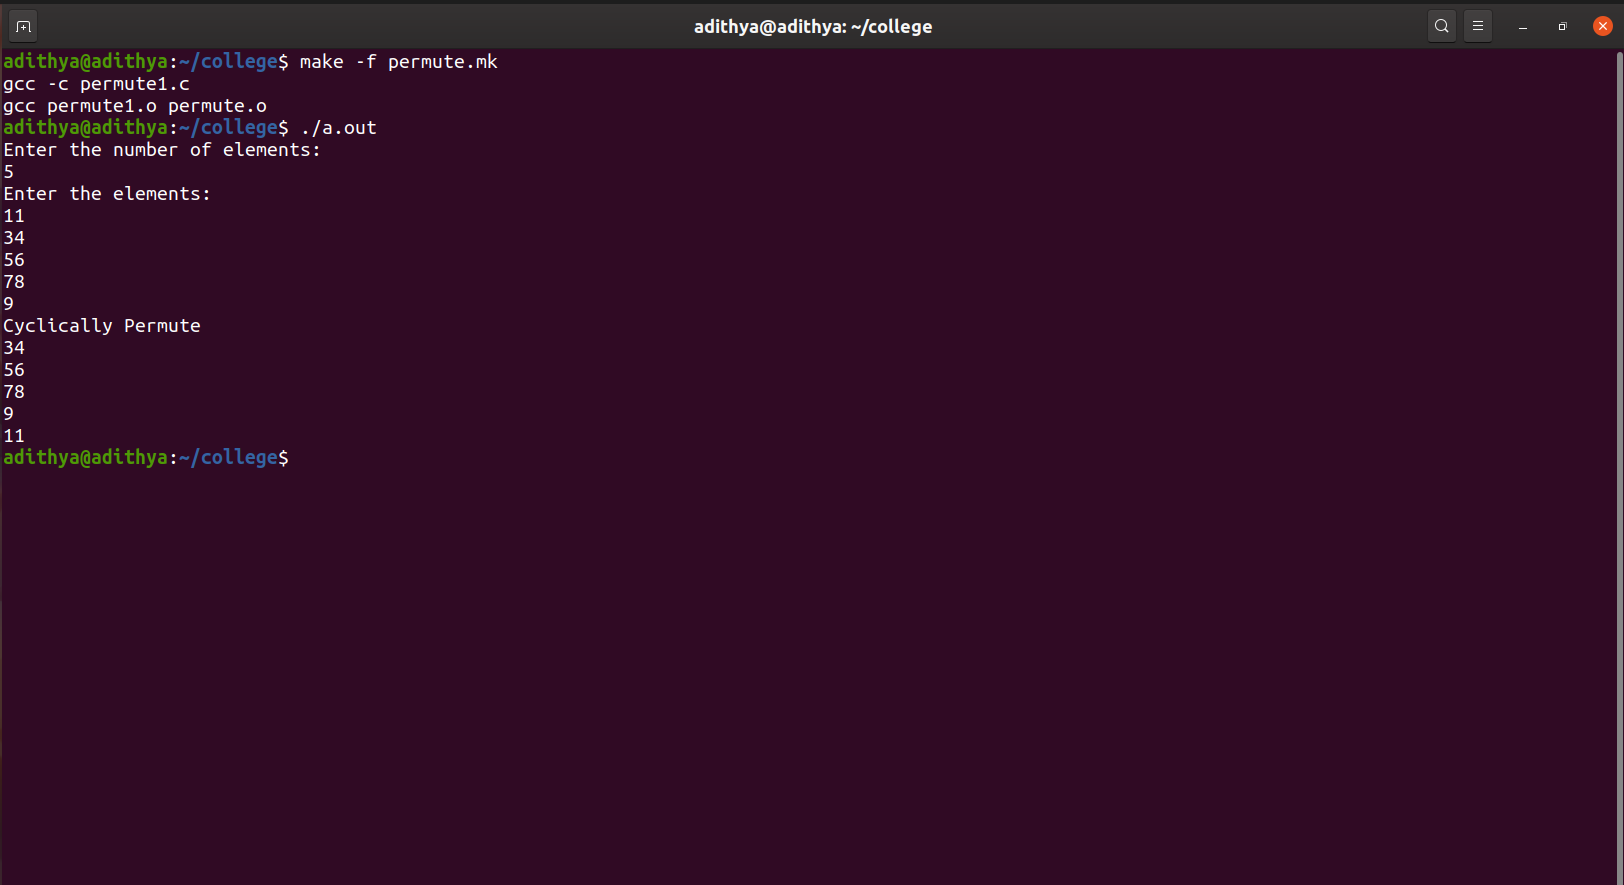 adithya@adithya: ~/college
adithya@adithya:~/college$ make -f permute.mk
gcc -c permute1.c
gcc permute1.o permute.o
adithya@adithya:~/college$ ./a.out
Enter the number of elements:
5
Enter the elements:
11
34
56
78
9
Cyclically Permute
34
56
78
9
11
adithya@adithya:~/college$